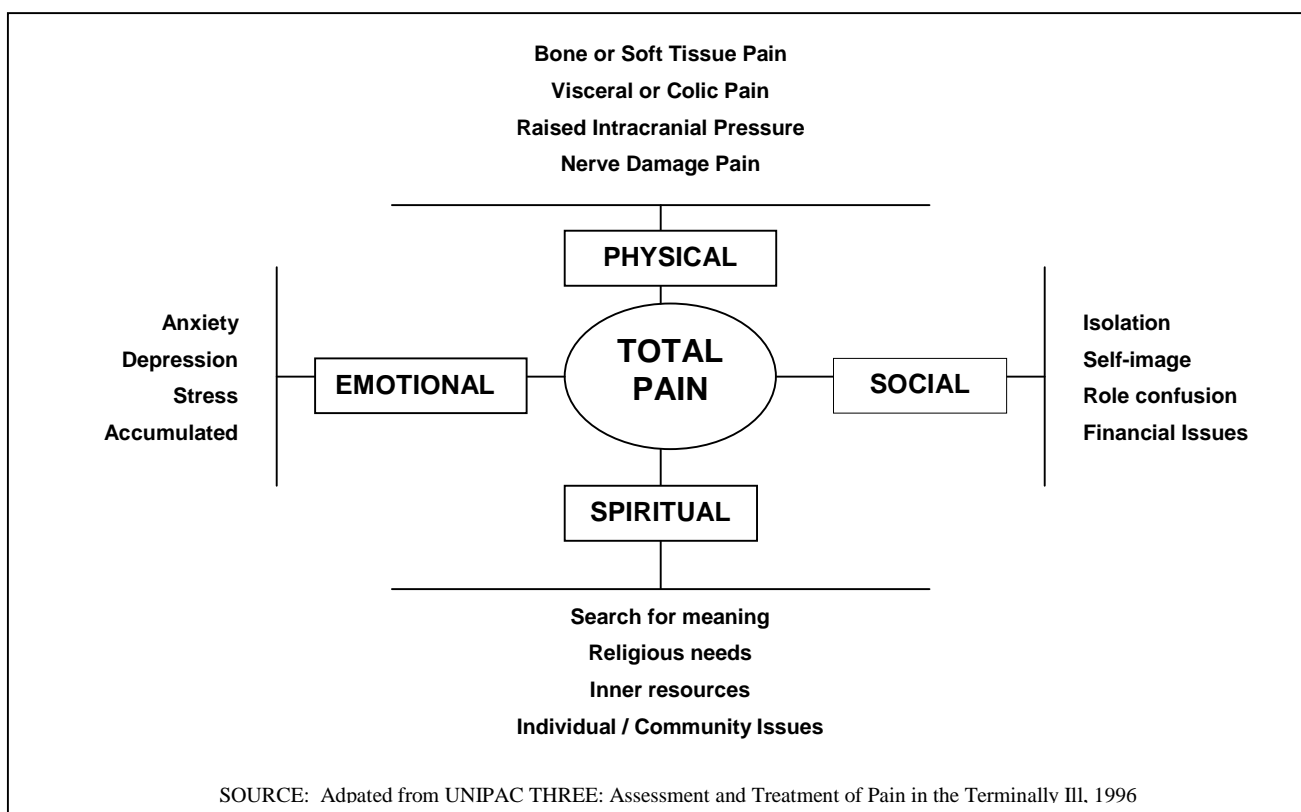 Bone or Soft Tissue Pain
Visceral or Colic Pain
Raised Intracranial Pressure
Nerve Damage Pain
PHYSICAL
Anxiety
Depression
Stress
Accumulated
EMOTIONAL
TOTAL
PAIN
SOCIAL
Isolation
Self-image
Role confusion
Financial Issues
SPIRITUAL
Search for meaning
Religious needs
Inner resources
Individual / Community Issues
SOURCE: Adpated from UNIPAC THREE: Assessment and Treatment of Pain in the Terminally Ill, 1996